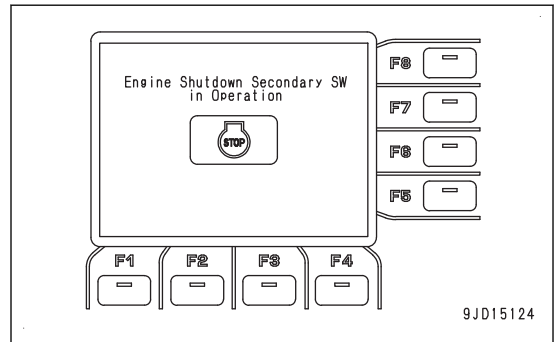 Engine Shutdown Secondary SW
in Operation
STOP
F8
F7
F6
F5
F1
F2
F3
F4
9JD15124